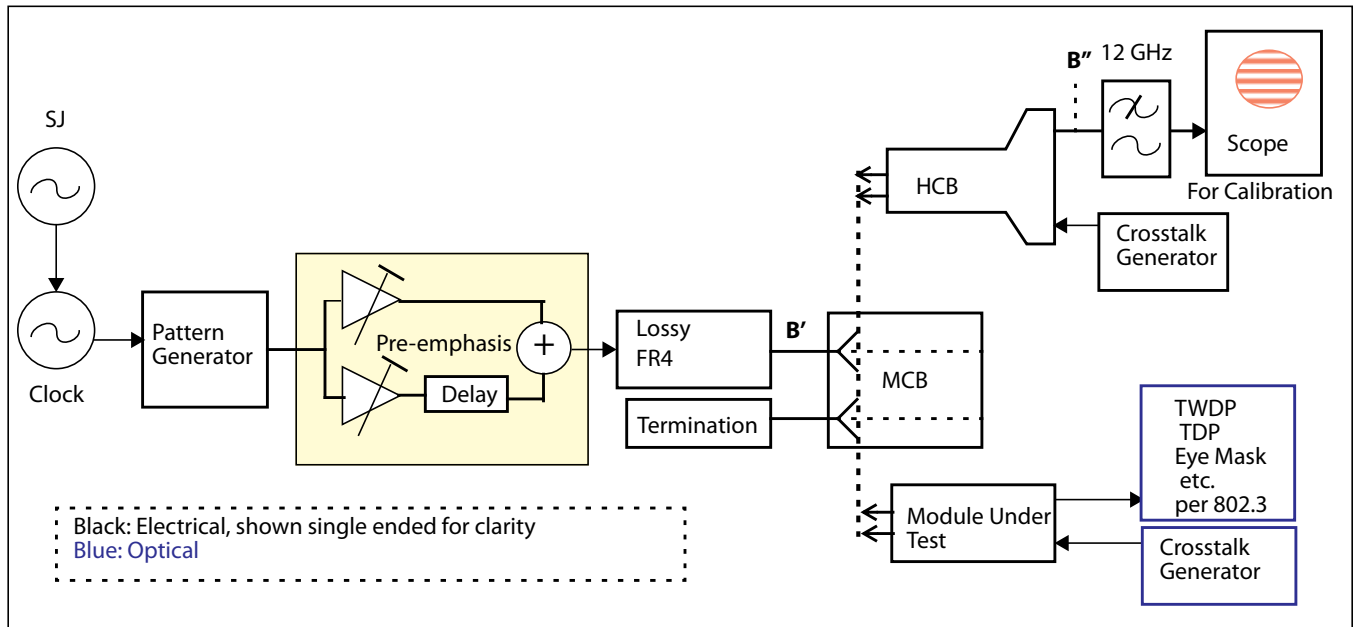 SJ
Clock
Pattern
Generator
Pre-emphasis
+
Delay
Lossy
FR4
Termination
B'
MCB
HCB
B"
12 GHz
Scope
For Calibration
Crosstalk
Generator
Module Under
Test
TWDP
TDP
Eye Mask
etc.
per 802.3
Crosstalk
Generator
Black: Electrical, shown single ended for clarity
Blue: Optical